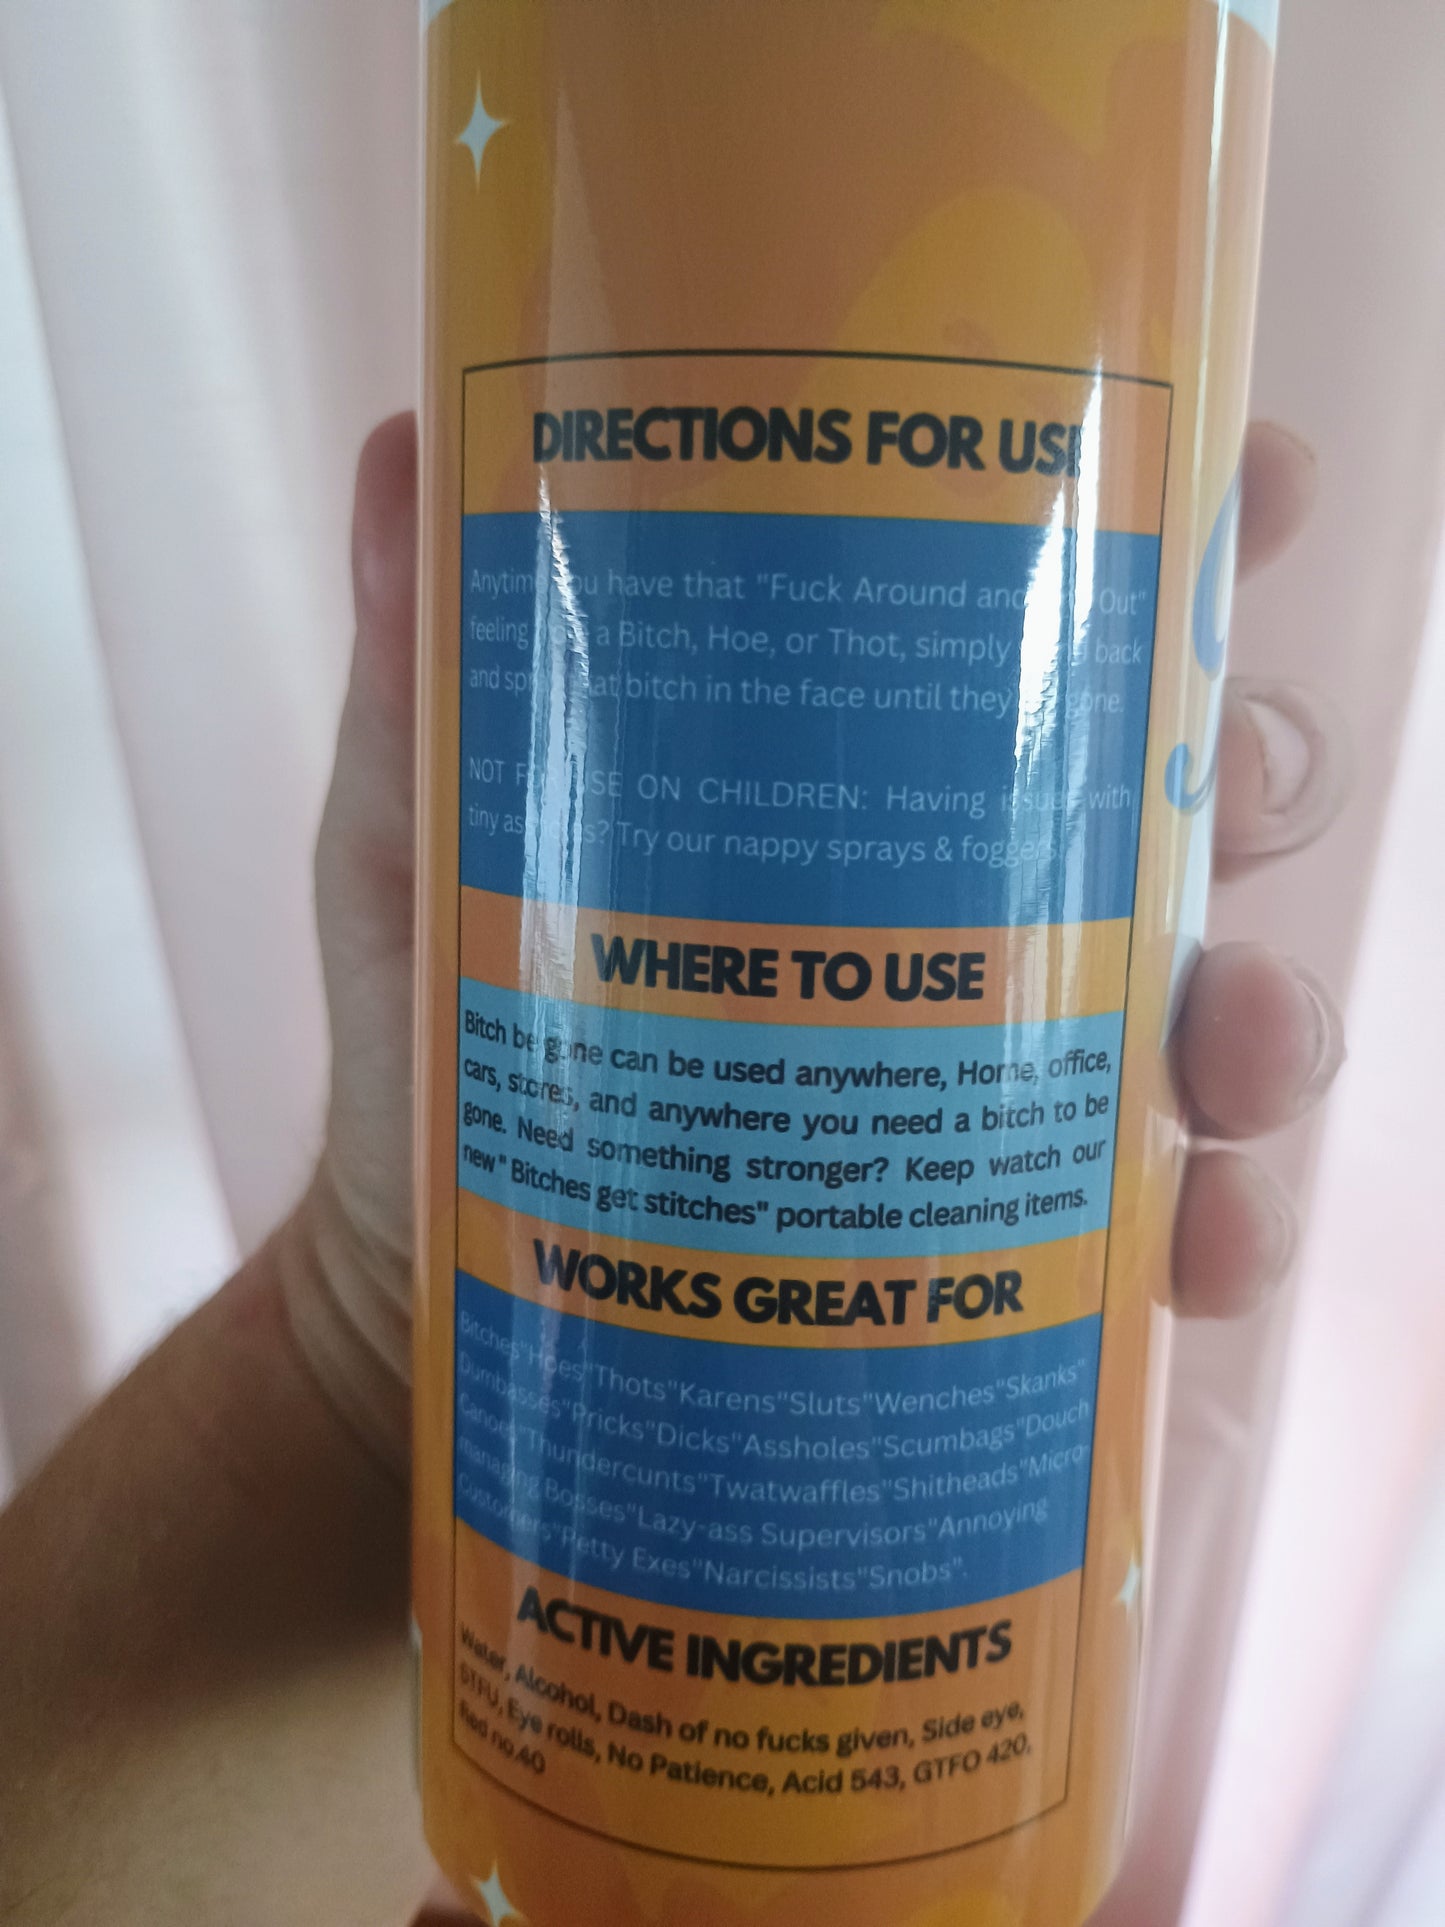 DIRECTIONS FOR USE
Anytime you have that "Fuck Around and Out"
feeling a Bitch, Hoe, or Thot, simply back
and spray that bitch in the face until they gone.
NOT FOR USE ON CHILDREN: Having issues with
tiny assholes? Try our nappy sprays & foggers.
WHERE TO USE
Bitch be gone can be used anywhere, Home, office,
cars, stores, and anywhere you need a bitch to be
gone. Need something stronger? Keep watch our
new " Bitches get stitches" portable cleaning items.
WORKS GREAT FOR
Bitches"Hoes"Thots"Karens"Sluts"Wenches"Skanks"
Dumbasses"Pricks"Dicks"Assholes"Scumbags"Douch
Canoe"Thundercunts"Twatwaffles"Shitheads"Micro-
managing Bosses"Lazy-ass Supervisors"Annoying
Customers"Petty Exes"Narcissists"Snobs".
ACTIVE INGREDIENTS
Water, Alcohol, Dash of no fucks given, Side eye,
STFU, Eye rolls, No Patience, Acid 543, GTFO 420,
Red no.40